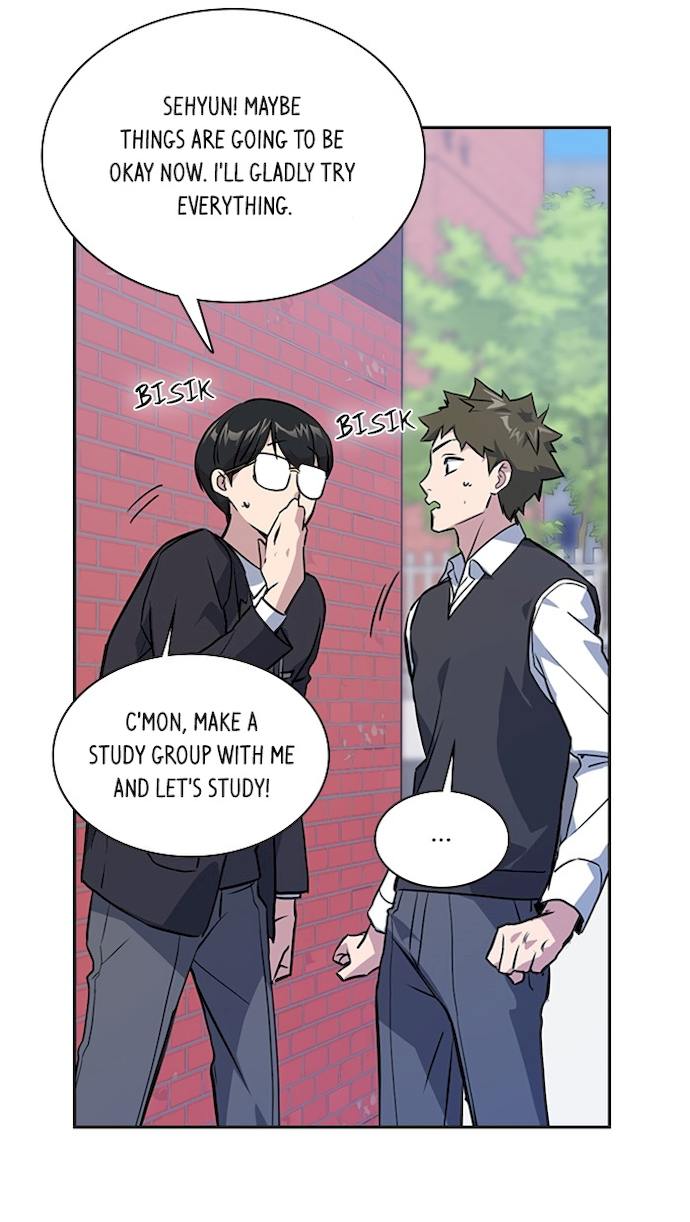 SEHYUN! MAYBE
THINGS ARE GOING TO BE
OKAY NOW. I'LL GLADLY TRY
EVERYTHING.
BISIK
BISIK
C'MON, MAKE A
STUDY GROUP WITH ME
AND LET'S STUDY!
...